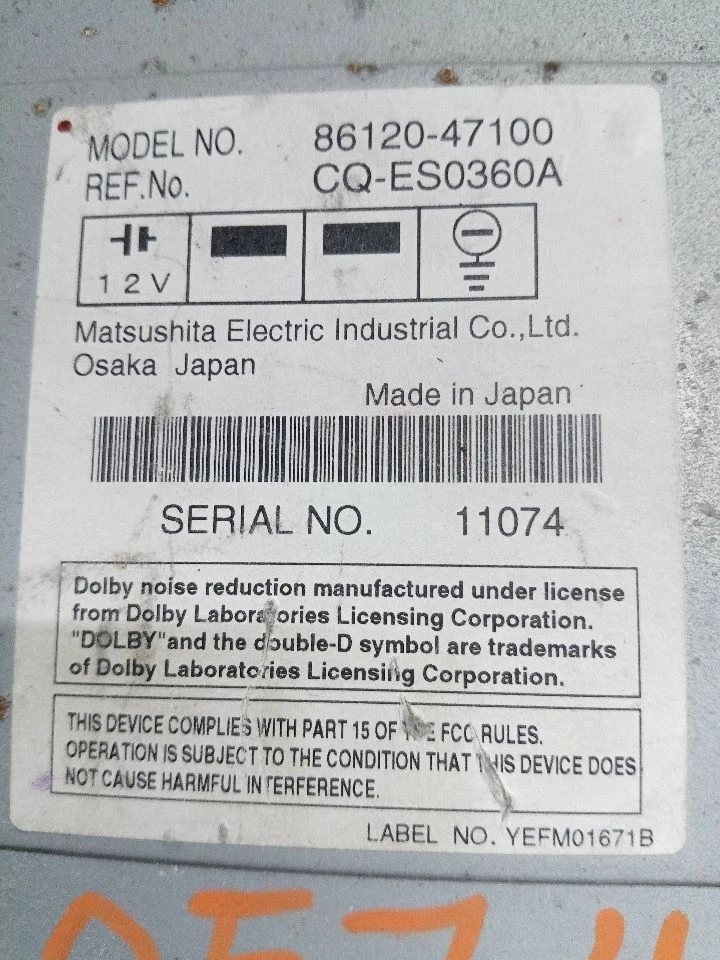 MODEL NO. 86120-47100
REF.No. CQ-ES0360A
12V
Matsushita Electric Industrial Co.,Ltd.
Osaka Japan
Made in Japan
SERIAL NO. 11074
Dolby noise reduction manufactured under license
from Dolby Laboratories Licensing Corporation.
"DOLBY"and the double-D symbol are trademarks
of Dolby Laboratories Licensing Corporation.
THIS DEVICE COMPLIES WITH PART 15 OF THE FCC RULES.
OPERATION IS SUBJECT TO THE CONDITION THAT THIS DEVICE DOES
NOT CAUSE HARMFUL INTERFERENCE.
LABEL NO. YEFM01671B